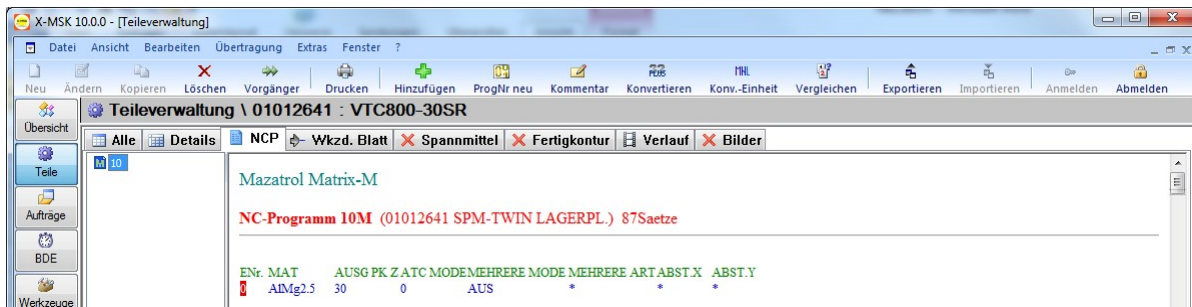 X-MSK 10.0.0 - [Teileverwaltung]
Datei Ansicht Bearbeiten Übertragung Extras Fenster ?
Neu Ändern Kopieren Löschen Vorgänger Drucken Hinzufügen ProgNr neu Kommentar Konvertieren Konv.-Einheit Vergleichen Exportieren Importieren Anmelden Abmelden
Übersicht
Teileverwaltung \ 01012641 : VTC800-30SR
Alle Details NCP Wkzd. Blatt Spannmittel Fertigkontur Verlauf Bilder
Teile
10
Mazatrol Matrix-M
Aufträge
NC-Programm 10M (01012641 SPM-TWIN LAGERPL.) 87Saetze
BDE
ENr. MAT AUSG PK Z ATC MODE MEHRERE MODE MEHRERE ART ABST.X ABST.Y
0 AlMg2.5 30 0 AUS * * *
Werkzeuge